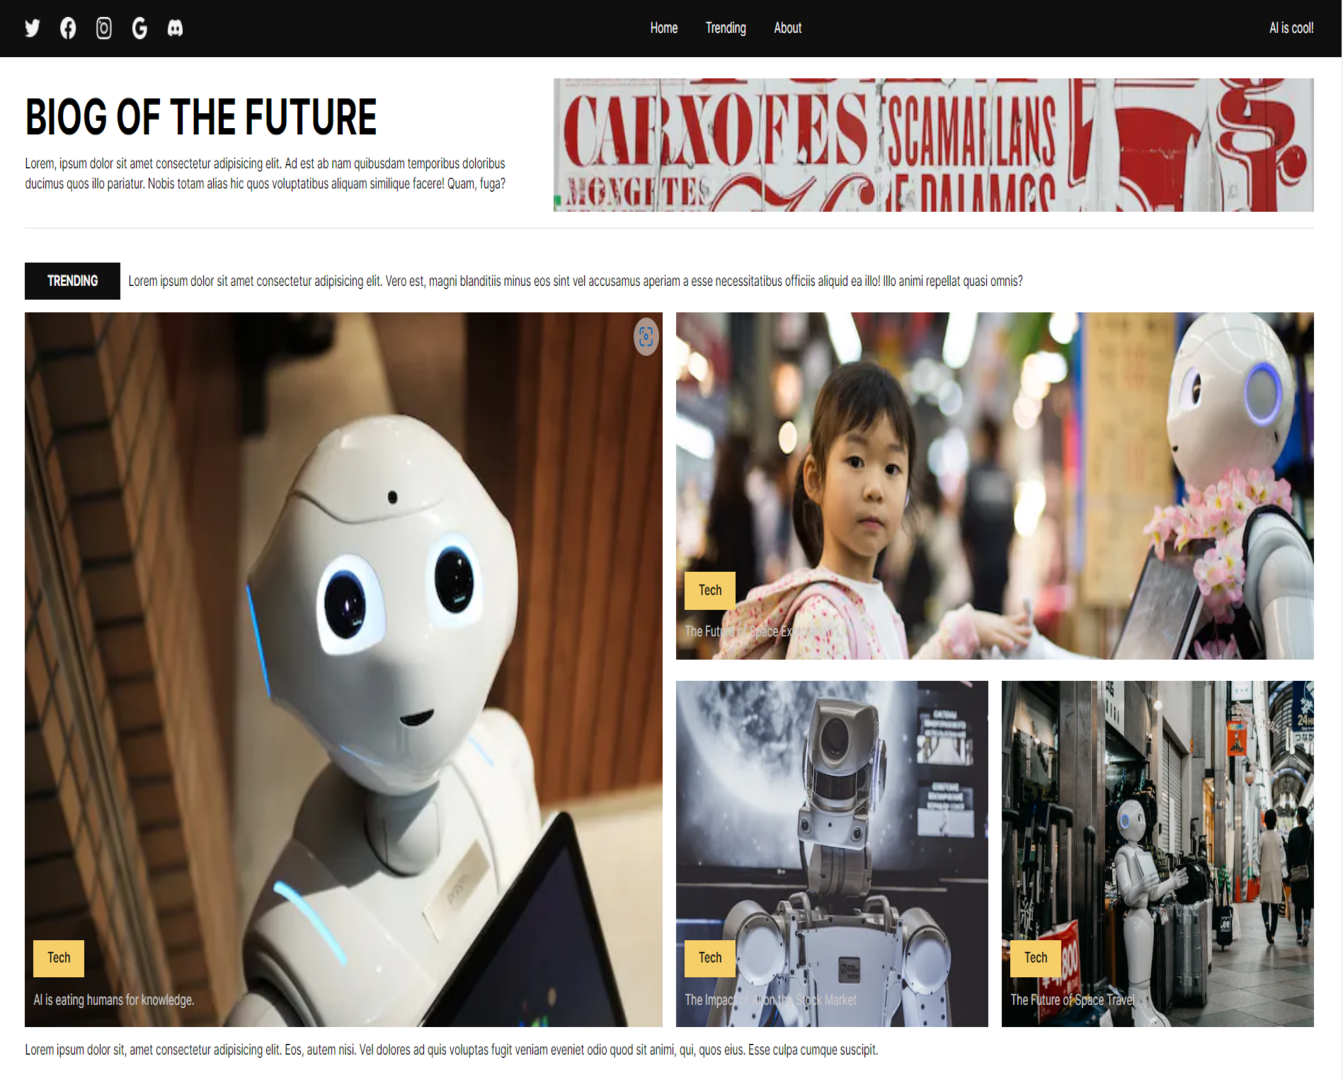 Home Trending About AI is cool!
BIOG OF THE FUTURE
Lorem, ipsum dolor sit amet consectetur adipisicing elit. Ad est ab nam quibusdam temporibus doloribus
ducimus quos illo pariatur. Nobis totam alias hic quos voluptatibus aliquam similique facere! Quam, fuga?
CARXOFES
MONGETES
ESCAMARLANS
DE PALAMÓS
TRENDING Lorem ipsum dolor sit amet consectetur adipisicing elit. Vero est, magni blanditiis minus eos sint vel accusamus aperiam a esse necessitatibus officiis aliquid ea illo! Illo animi repellat quasi omnis?
Tech
The Future of Space
Tech
AI is eating humans for knowledge.
Tech
The Impact of AI on the Stock Market
800
24H
Tech
The Future of Space Travel
Lorem ipsum dolor sit, amet consectetur adipisicing elit. Eos, autem nisi. Vel dolores ad quis voluptas fugit veniam eveniet odio quod sit animi, qui, quos eius. Esse culpa cumque suscipit.